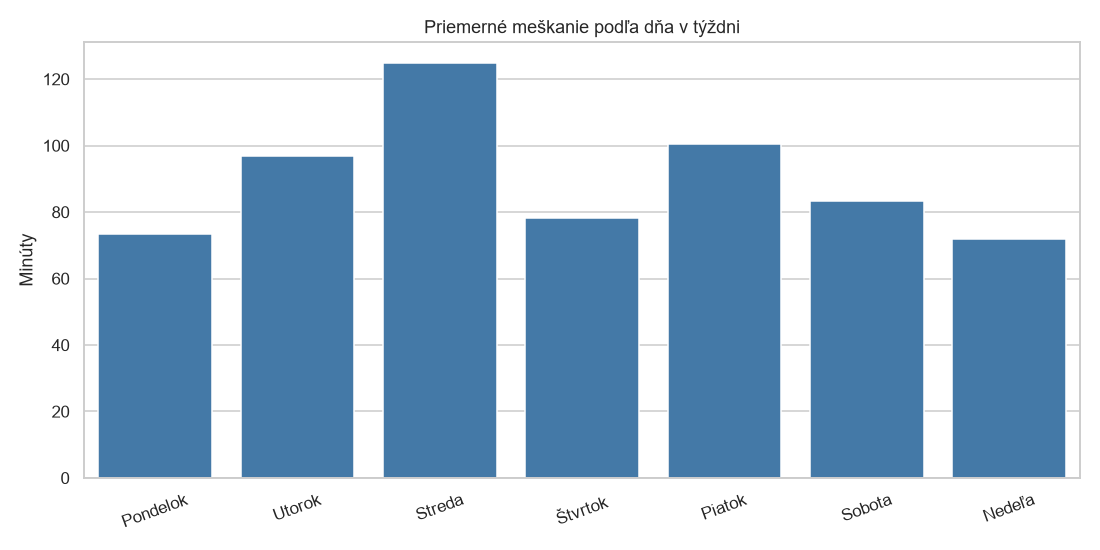 Priemerné meškanie podľa dňa v týždni
Minúty
120
100
80
60
40
20
0
Pondelok
Utorok
Streda
Štvrtok
Piatok
Sobota
Nedeľa